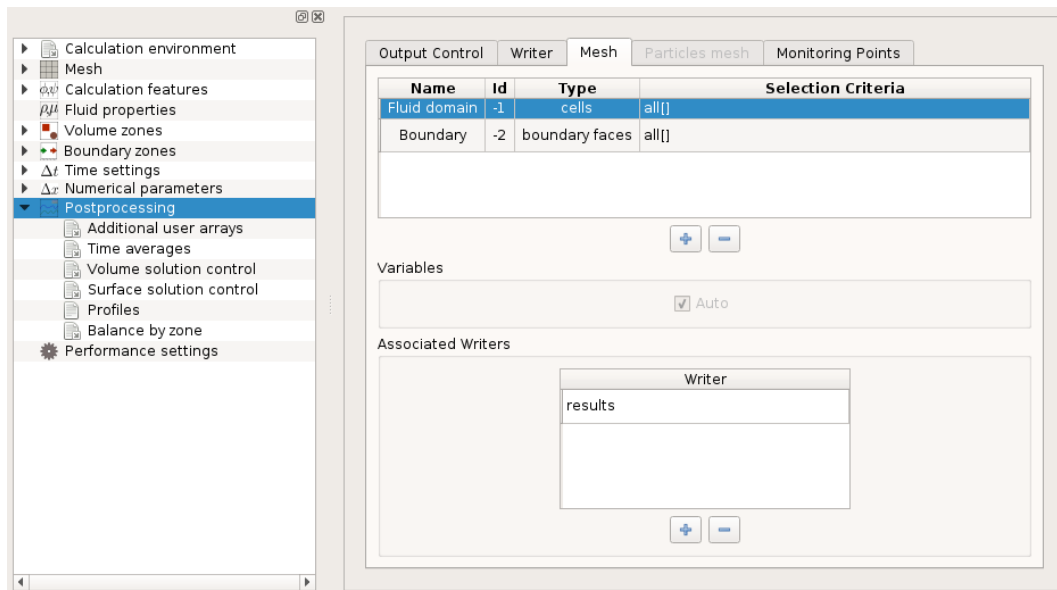 Calculation environment
Mesh
Calculation features
Fluid properties
Volume zones
Boundary zones
Δt Time settings
Δx Numerical parameters
Postprocessing
Additional user arrays
Time averages
Volume solution control
Surface solution control
Profiles
Balance by zone
Performance settings
Output Control Writer Mesh Particles mesh Monitoring Points
Name Id Type Selection Criteria
Fluid domain -1 cells all[]
Boundary -2 boundary faces all[]
Variables
Auto
Associated Writers
Writer
results